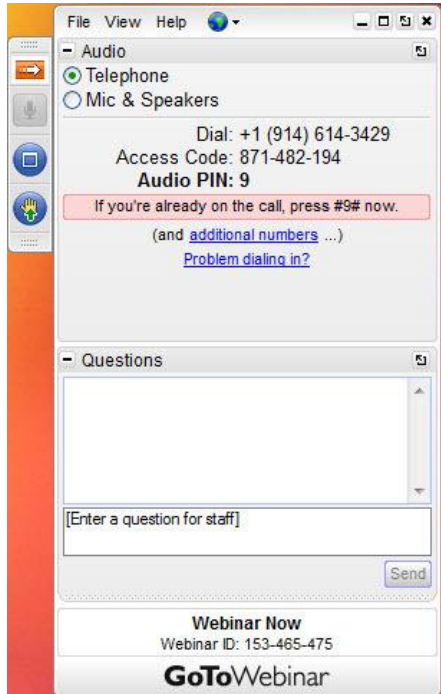 File View Help
Audio
Telephone
Mic & Speakers
Dial: +1 (914) 614-3429
Access Code: 871-482-194
Audio PIN: 9
If you're already on the call, press #9# now.
(and additional numbers ...)
Problem dialing in?
Questions
[Enter a question for staff]
Send
Webinar Now
Webinar ID: 153-465-475
GoToWebinar